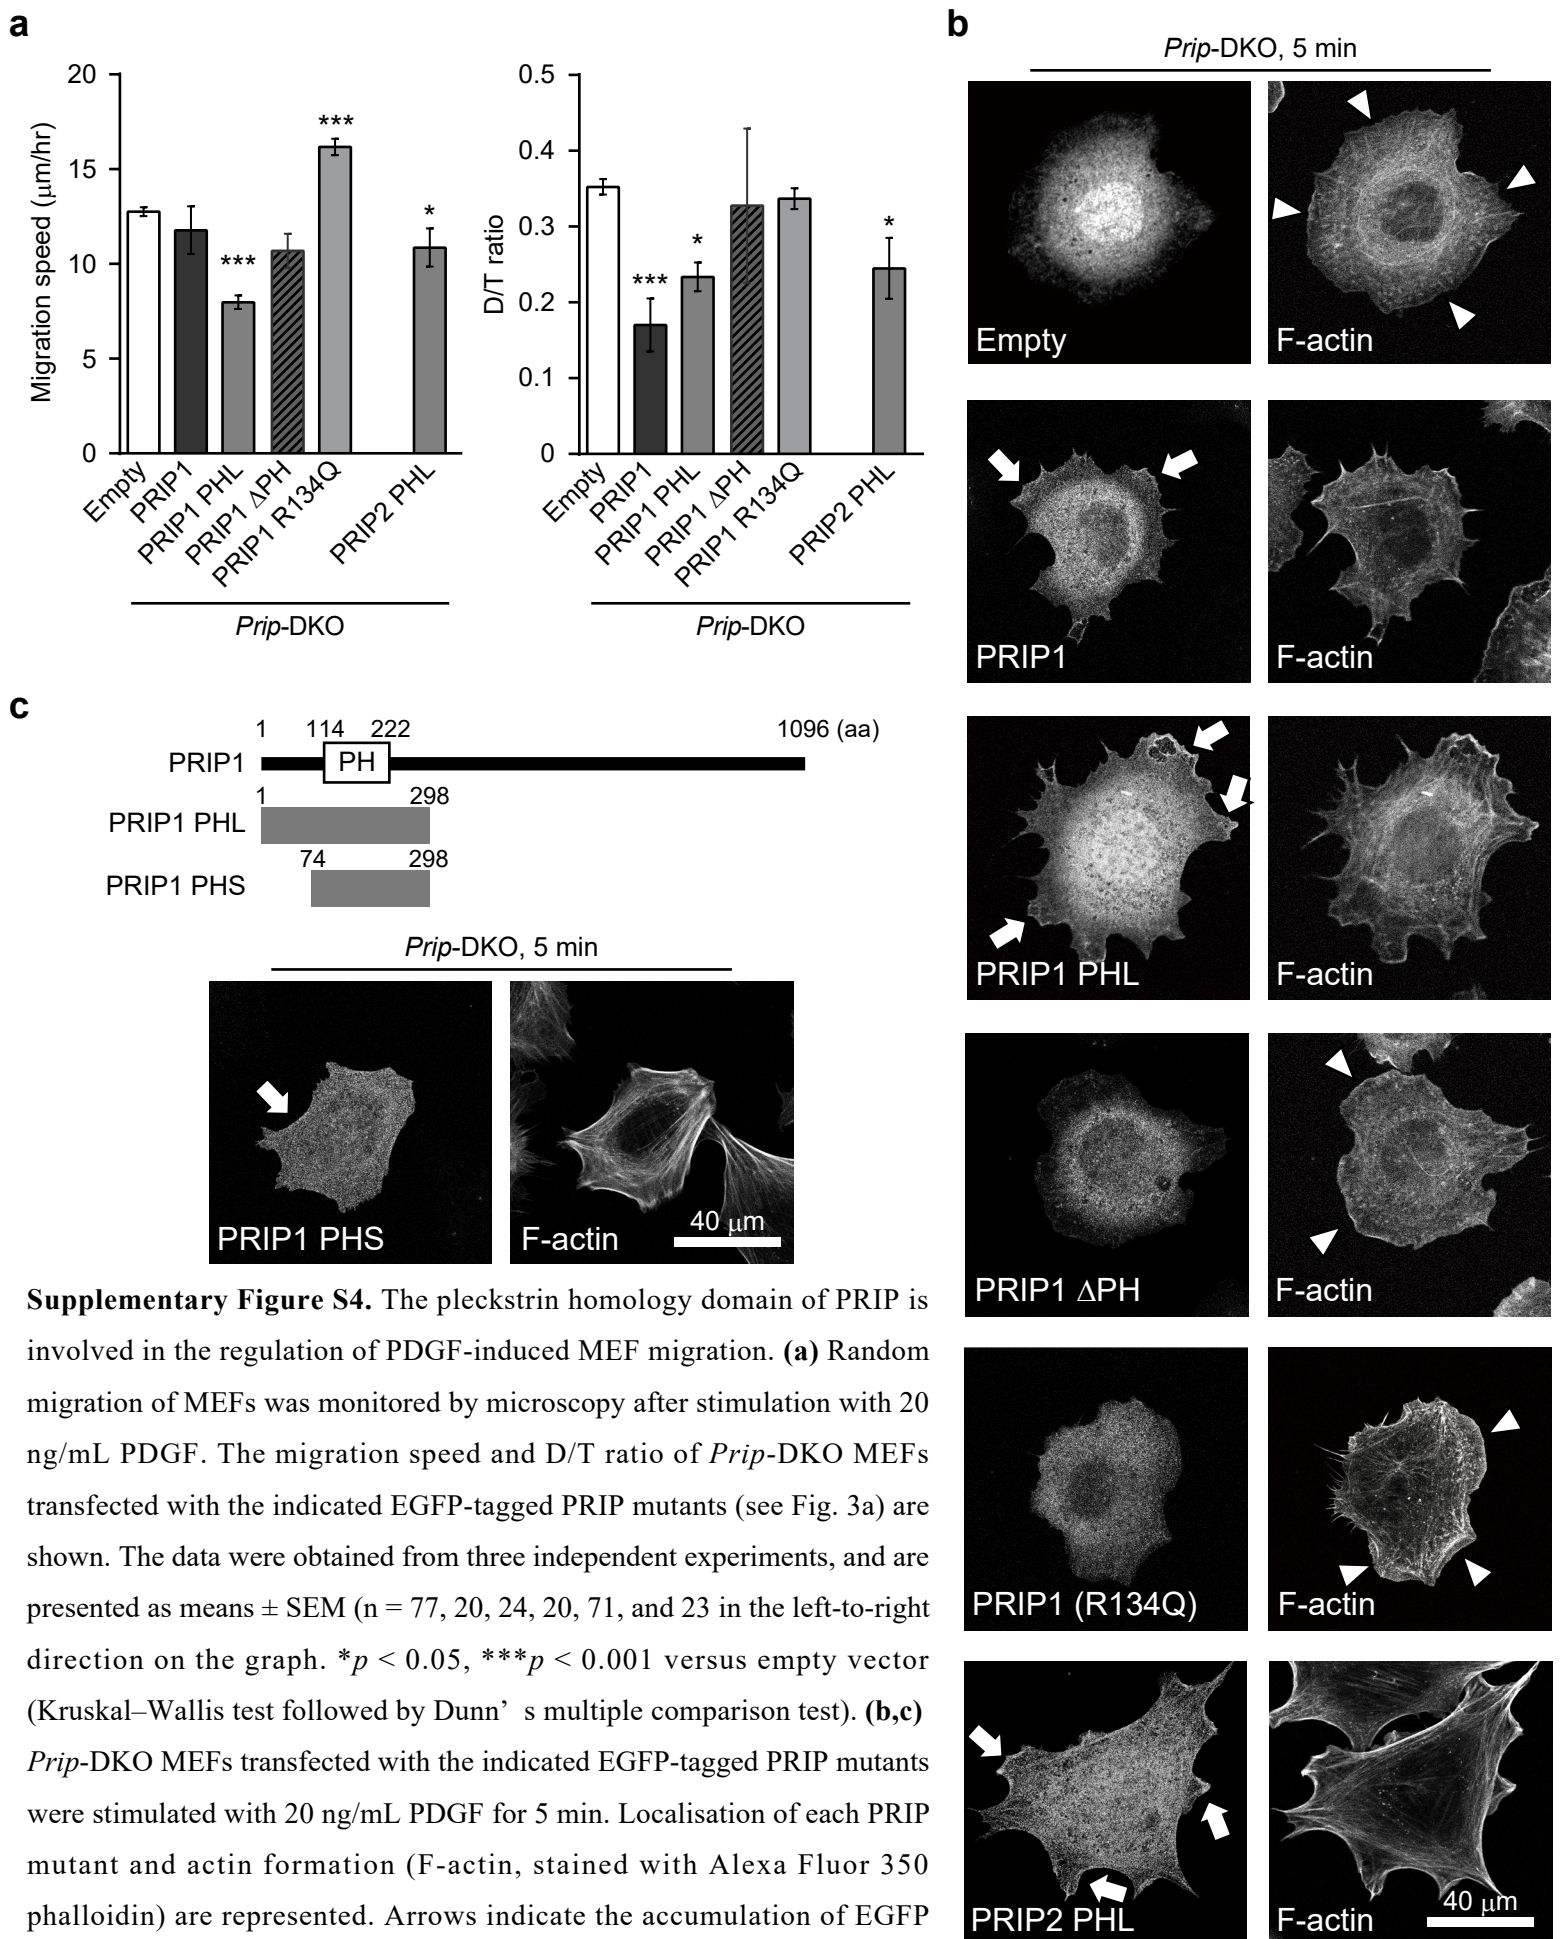 a
20
15
10
5
0
Migration speed (μm/hr)
***
***
*
Empty
PRIP1
PRIP1 PHL
PRIP1 ΔPH
PRIP1 R134Q
PRIP2 PHL
Prip-DKO
0.5
0.4
0.3
0.2
0.1
0
D/T ratio
***
*
*
Empty
PRIP1
PRIP1 PHL
PRIP1 ΔPH
PRIP1 R134Q
PRIP2 PHL
Prip-DKO
b
Prip-DKO, 5 min
Empty
F-actin
PRIP1
F-actin
PRIP1 PHL
F-actin
PRIP1 ΔPH
F-actin
PRIP1 (R134Q)
F-actin
PRIP2 PHL
F-actin
40 μm
c
1 114 222 1096 (aa)
PRIP1 PH
1 298
PRIP1 PHL
74 298
PRIP1 PHS
Prip-DKO, 5 min
PRIP1 PHS
F-actin
40 μm
Supplementary Figure S4. The pleckstrin homology domain of PRIP is
involved in the regulation of PDGF-induced MEF migration. (a) Random
migration of MEFs was monitored by microscopy after stimulation with 20
ng/mL PDGF. The migration speed and D/T ratio of Prip-DKO MEFs
transfected with the indicated EGFP-tagged PRIP mutants (see Fig. 3a) are
shown. The data were obtained from three independent experiments, and are
presented as means ± SEM (n = 77, 20, 24, 20, 71, and 23 in the left-to-right
direction on the graph. *p < 0.05, ***p < 0.001 versus empty vector
(Kruskal–Wallis test followed by Dunn’ s multiple comparison test). (b,c)
Prip-DKO MEFs transfected with the indicated EGFP-tagged PRIP mutants
were stimulated with 20 ng/mL PDGF for 5 min. Localisation of each PRIP
mutant and actin formation (F-actin, stained with Alexa Fluor 350
phalloidin) are represented. Arrows indicate the accumulation of EGFP